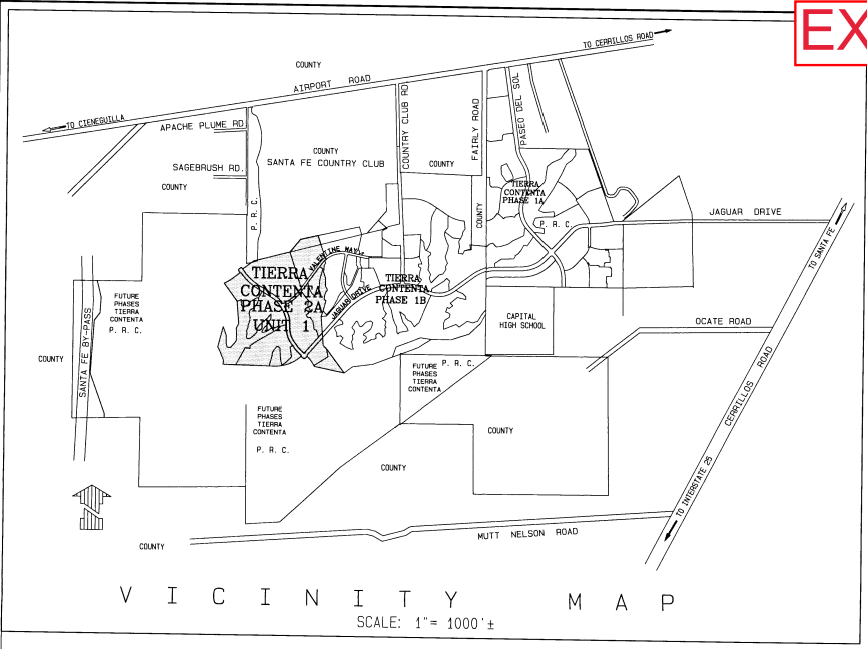 EX
TO CERRILLOS ROAD
COUNTY
AIRPORT ROAD
TO CIENEGUILLA
APACHE PLUME RD.
SAGEBRUSH RD.
COUNTY
COUNTY
SANTA FE COUNTRY CLUB
COUNTRY CLUB RD
COUNTY
FAIRLY ROAD
PASEO DEL SOL
P. R. C.
COUNTY
TIERRA
CONTENTA
PHASE 1A
P. R. C.
JAGUAR DRIVE
TO SANTA FE
VALENTINE WAY
TIERRA
CONTENTA
PHASE 2A
UNIT 1
JAGUAR DRIVE
TIERRA
CONTENTA
PHASE 1B
FUTURE
PHASES
TIERRA
CONTENTA
P. R. C.
COUNTY
SANTA FE BY-PASS
CAPITAL
HIGH SCHOOL
OCATE ROAD
CERRILLOS ROAD
FUTURE P. R. C.
PHASES
TIERRA
CONTENTA
FUTURE
PHASES
TIERRA
CONTENTA
P. R. C.
COUNTY
COUNTY
TO INTERSTATE 25
N
MUTT NELSON ROAD
COUNTY
VICINITY MAP
SCALE: 1"= 1000'±